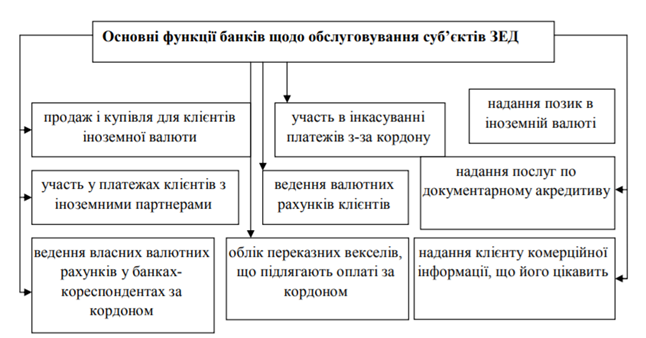 Основні функції банків щодо обслуговування суб’єктів ЗЕД
продаж і купівля для клієнтів
іноземної валюти
участь в інкасуванні
платежів з-за кордону
надання позик в
іноземній валюті
участь у платежах клієнтів з
іноземними партнерами
ведення валютних
рахунків клієнтів
надання послуг по
документарному акредитиву
ведення власних валютних
рахунків у банках-
кореспондентах за
кордоном
облік переказних векселів,
що підлягають оплаті за
кордоном
надання клієнту комерційної
інформації, що його цікавить